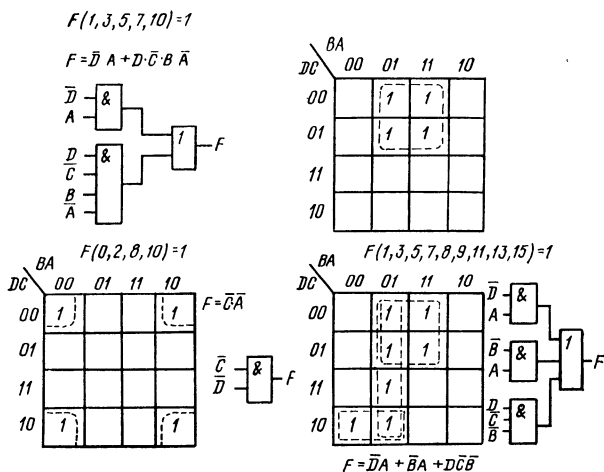 F(1,3,5,7,10)=1
F=D̅ A+D·C̅·B A̅
D̅
A
&
D
C̅
B
A̅
&
1
F
BA
DC
00 01 11 10
00 1 1
01 1 1
11
10
F(0,2,8,10)=1
BA
DC
00 01 11 10
00 1 1
01
11
10 1 1
F=C̅·A̅
C̅
D̅
&
F
F(1,3,5,7,8,9,11,13,15)=1
BA
DC
00 01 11 10
00 1 1
01 1 1
11 1
10 1 1
D̅
A
&
B̅
A
&
D
C̅
B̅
&
1
F
F=D̅A+B̅A+DC̅B̅